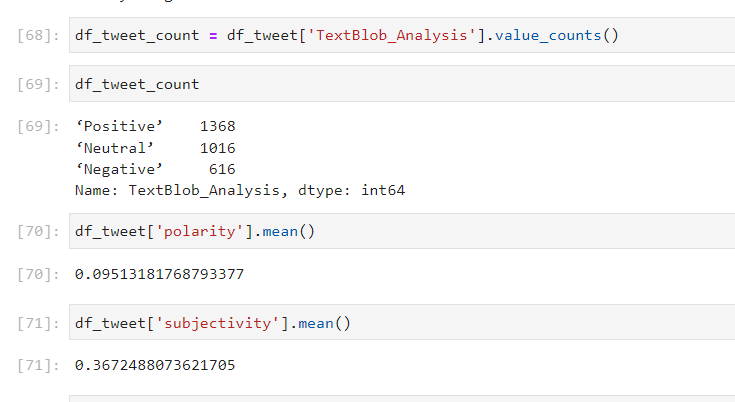 [68]: df_tweet_count = df_tweet['TextBlob_Analysis'].value_counts()
[69]: df_tweet_count
[69]: ‘Positive’    1368
‘Neutral’     1016
‘Negative’     616
Name: TextBlob_Analysis, dtype: int64
[70]: df_tweet['polarity'].mean()
[70]: 0.09513181768793377
[71]: df_tweet['subjectivity'].mean()
[71]: 0.3672488073621705